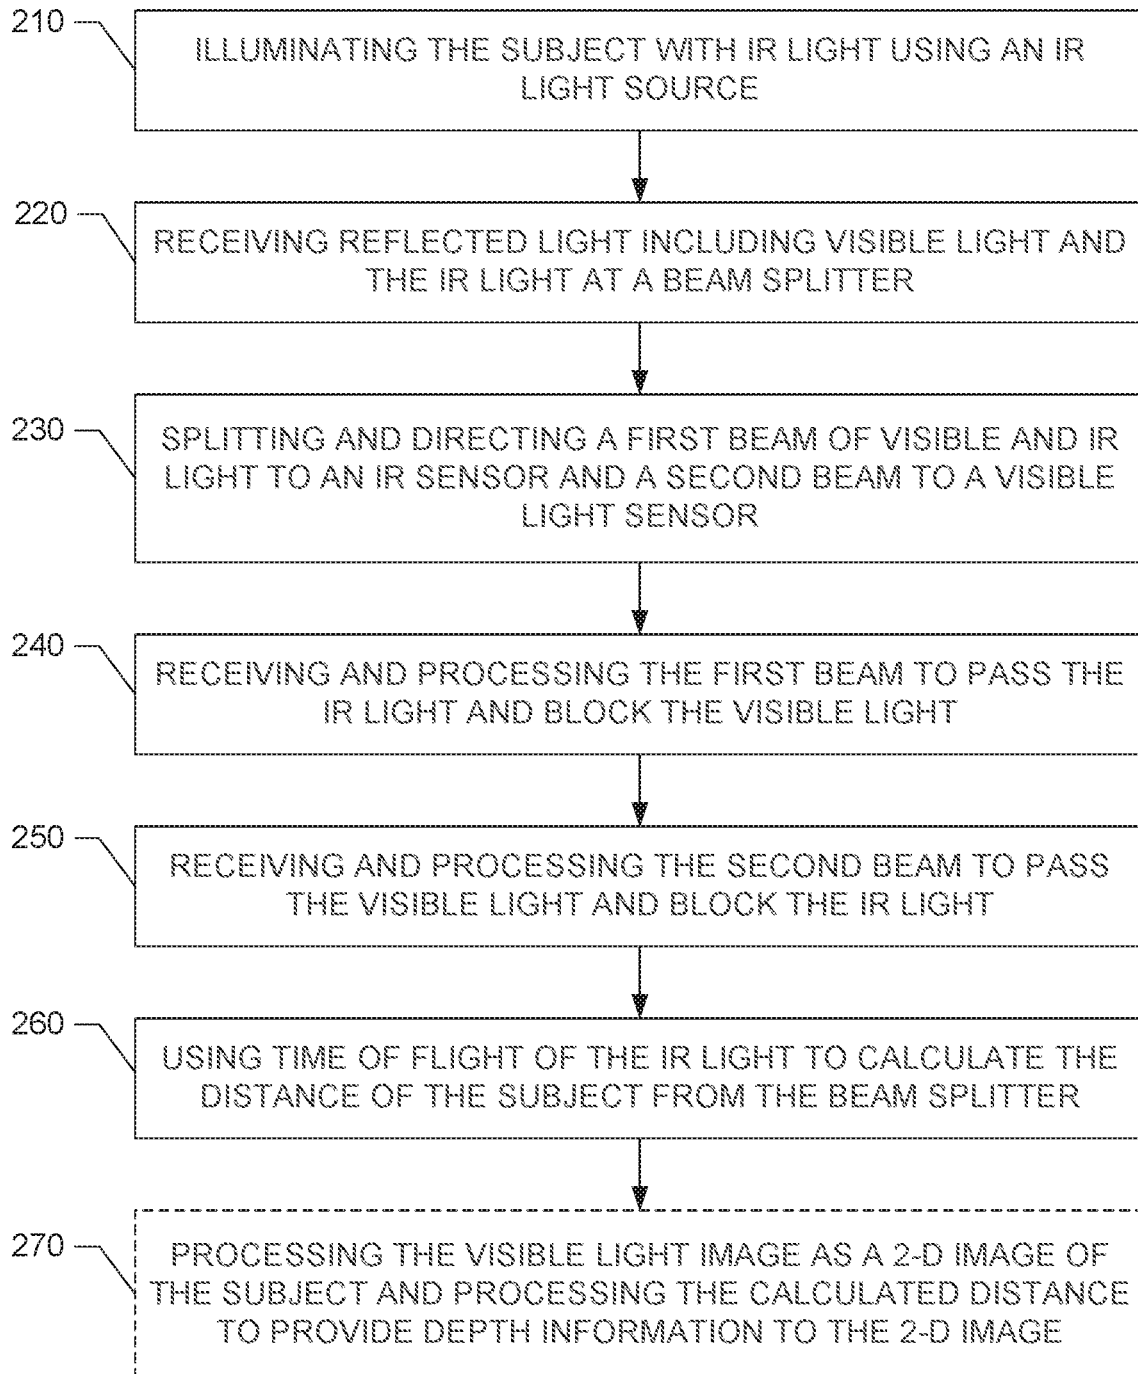 210
ILLUMINATING THE SUBJECT WITH IR LIGHT USING AN IR
LIGHT SOURCE
220
RECEIVING REFLECTED LIGHT INCLUDING VISIBLE LIGHT AND
THE IR LIGHT AT A BEAM SPLITTER
230
SPLITTING AND DIRECTING A FIRST BEAM OF VISIBLE AND IR
LIGHT TO AN IR SENSOR AND A SECOND BEAM TO A VISIBLE
LIGHT SENSOR
240
RECEIVING AND PROCESSING THE FIRST BEAM TO PASS THE
IR LIGHT AND BLOCK THE VISIBLE LIGHT
250
RECEIVING AND PROCESSING THE SECOND BEAM TO PASS
THE VISIBLE LIGHT AND BLOCK THE IR LIGHT
260
USING TIME OF FLIGHT OF THE IR LIGHT TO CALCULATE THE
DISTANCE OF THE SUBJECT FROM THE BEAM SPLITTER
270
PROCESSING THE VISIBLE LIGHT IMAGE AS A 2-D IMAGE OF
THE SUBJECT AND PROCESSING THE CALCULATED DISTANCE
TO PROVIDE DEPTH INFORMATION TO THE 2-D IMAGE